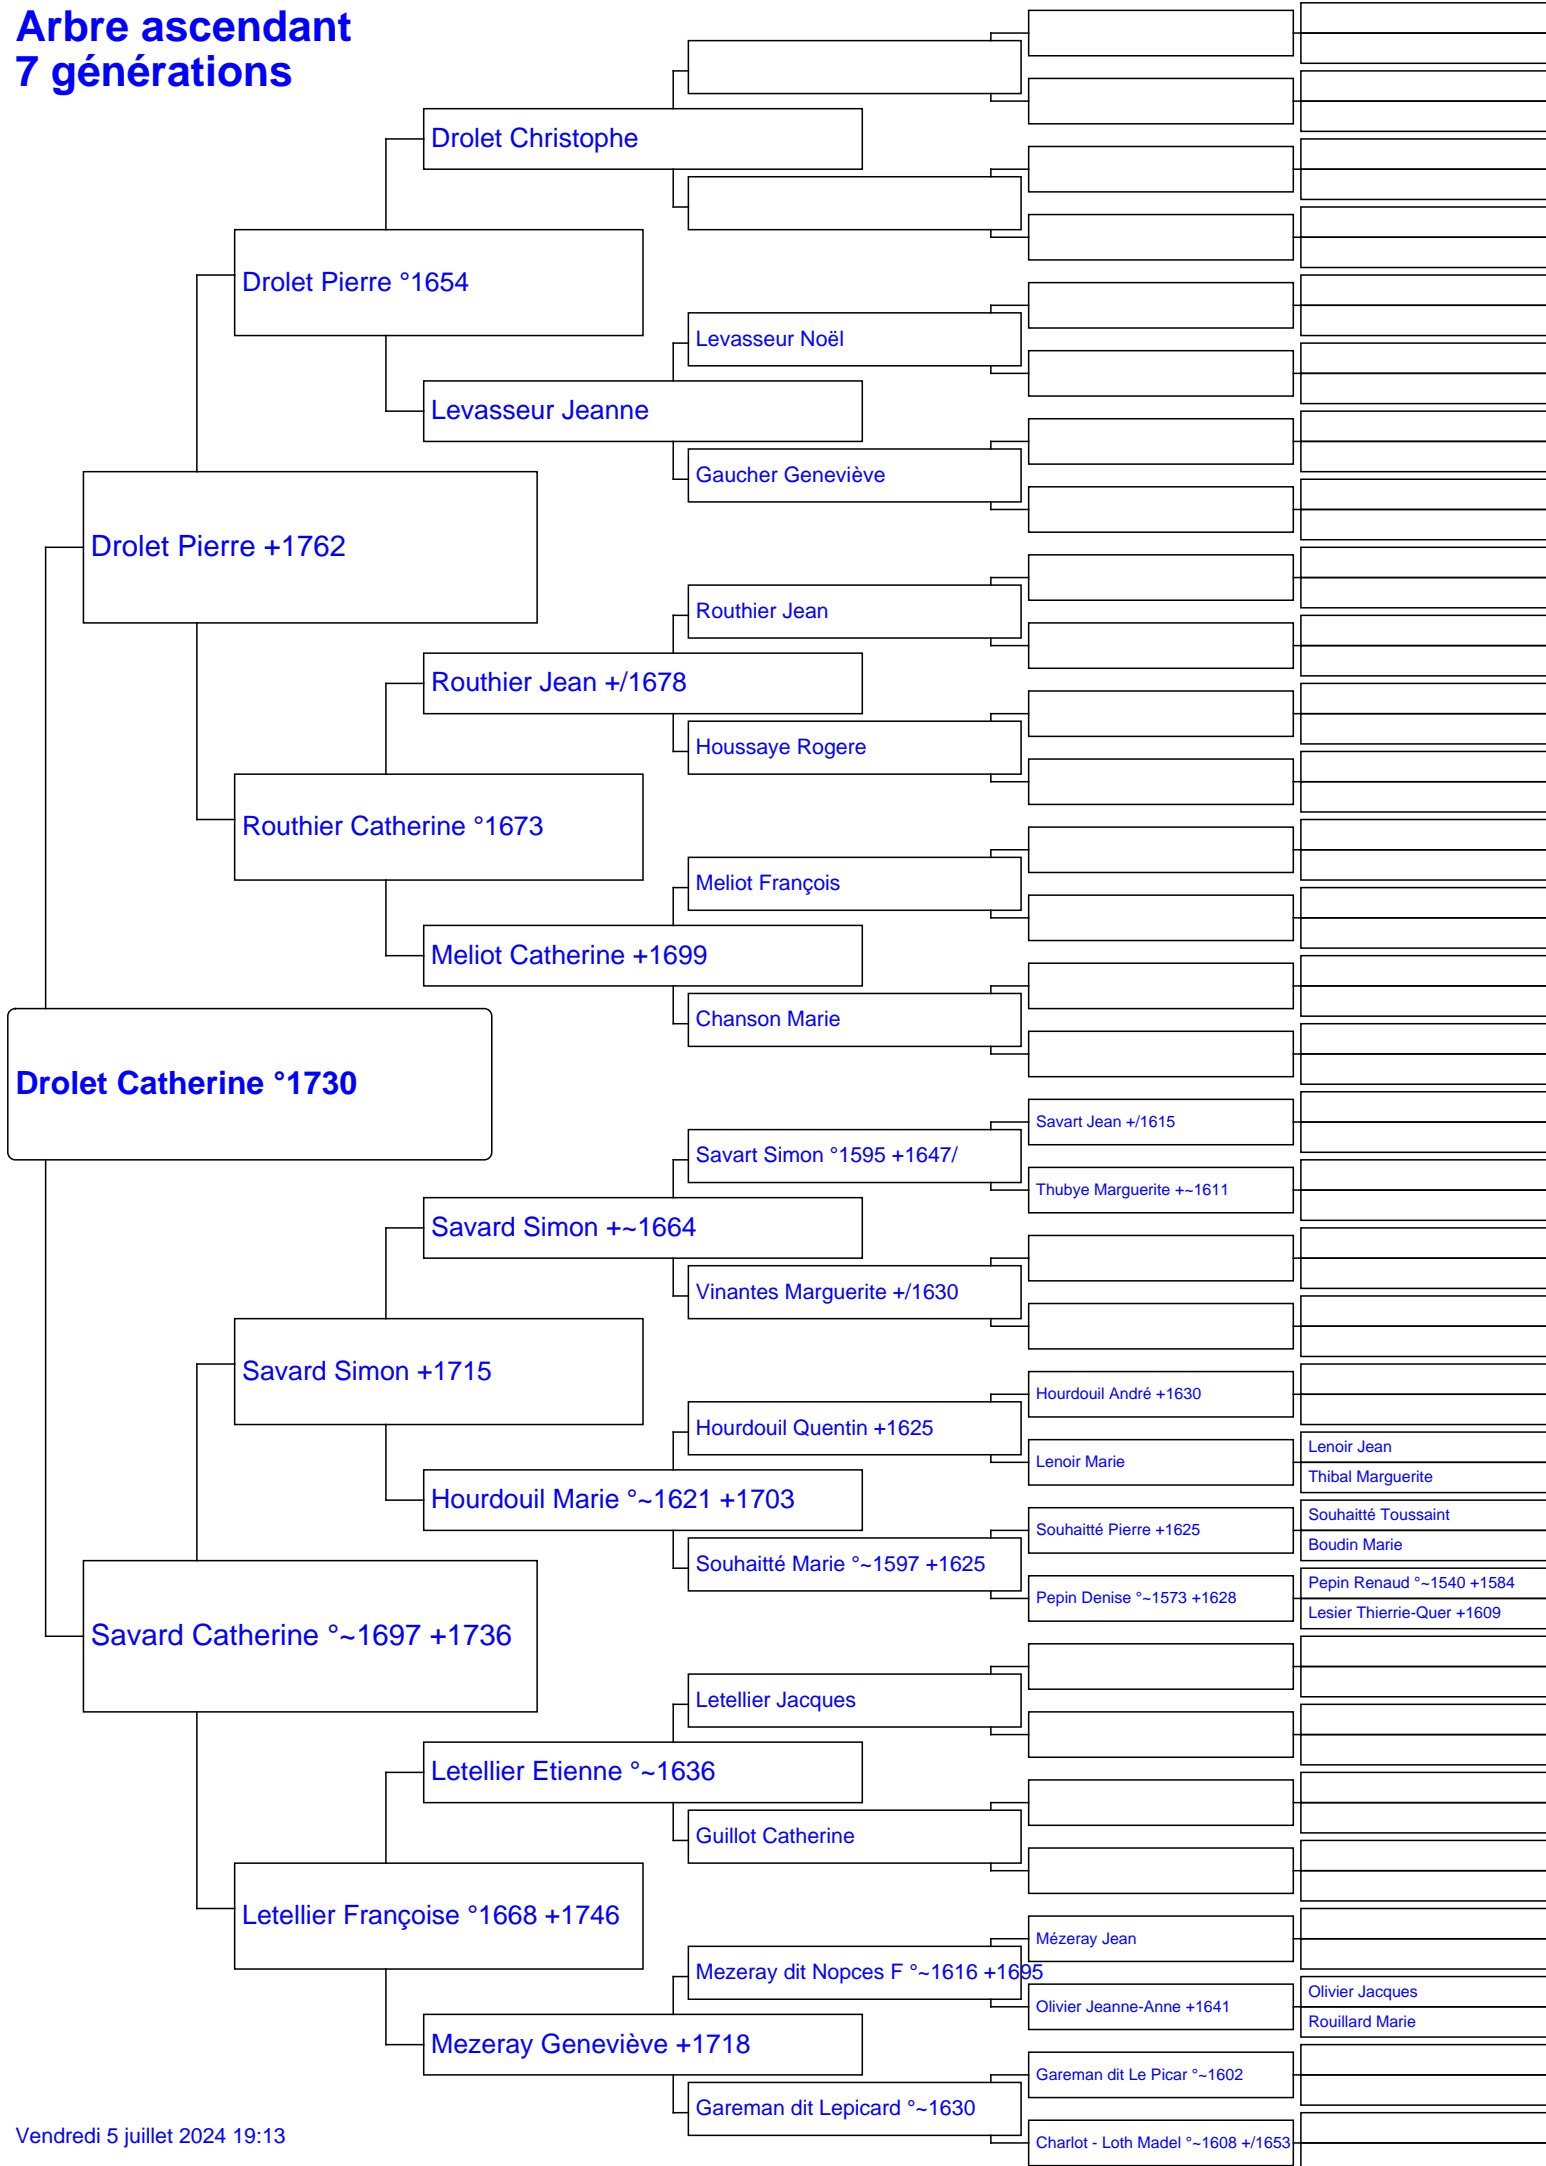 Arbre ascendant
7 générations
Drolet Christophe
Drolet Pierre °1654
Levasseur Noël
Levasseur Jeanne
Gaucher Geneviève
Drolet Pierre +1762
Routhier Jean
Routhier Jean +/1678
Houssaye Rogere
Routhier Catherine °1673
Meliot François
Meliot Catherine +1699
Chanson Marie
Drolet Catherine °1730
Savart Jean +/1615
Savart Simon °1595 +1647/
Thubye Marguerite +~1611
Savard Simon +~1664
Vinantes Marguerite +/1630
Savard Simon +1715
Hourdouil André +1630
Hourdouil Quentin +1625
Lenoir Jean
Lenoir Marie
Thibal Marguerite
Hourdouil Marie °~1621 +1703
Souhaitté Toussaint
Souhaitté Pierre +1625
Boudin Marie
Souhaitté Marie °~1597 +1625
Pepin Renaud °~1540 +1584
Pepin Denise °~1573 +1628
Lesier Thierrie-Quer +1609
Savard Catherine °~1697 +1736
Letellier Jacques
Letellier Etienne °~1636
Guillot Catherine
Letellier Françoise °1668 +1746
Mézeray Jean
Mezeray dit Nopces F °~1616 +1695
Olivier Jacques
Olivier Jeanne-Anne +1641
Rouillard Marie
Mezeray Geneviève +1718
Gareman dit Le Picar °~1602
Gareman dit Lepicard °~1630
Charlot - Loth Madel °~1608 +/1653
Vendredi 5 juillet 2024 19:13